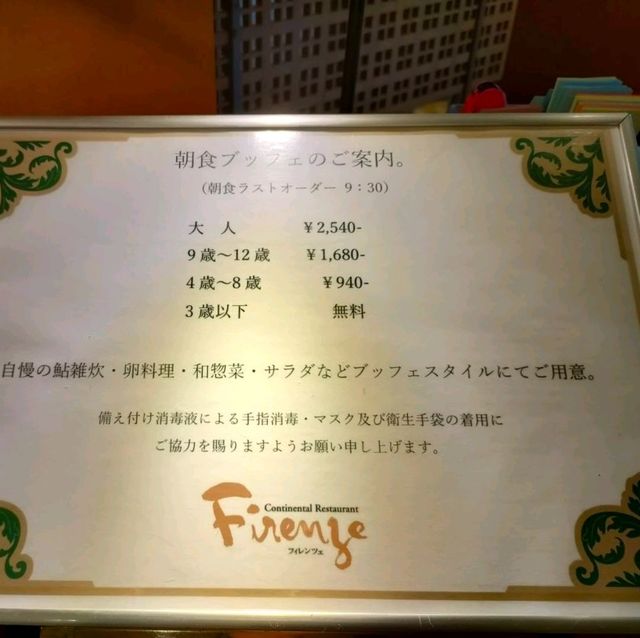 朝食ブッフェのご案内。
（朝食ラストオーダー 9：30）
大　人　￥2,540-
9歳～12歳　￥1,680-
4歳～8歳　￥940-
3歳以下　無料
自慢の鮎雑炊・卵料理・和惣菜・サラダなどブッフェスタイルにてご用意。
備え付け消毒液による手指消毒・マスク及び衛生手袋の着用に
ご協力を賜りますようお願い申し上げます。
Continental Restaurant
Firenze
フィレンツェ